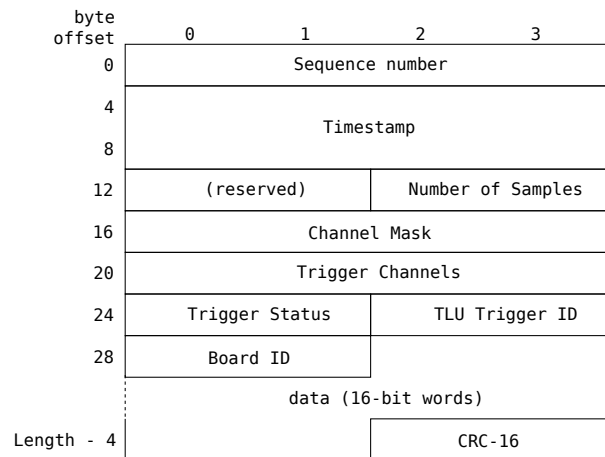 byte
offset
0 1 2 3
0 Sequence number
4
Timestamp
8
12 (reserved) Number of Samples
16 Channel Mask
20 Trigger Channels
24 Trigger Status TLU Trigger ID
28 Board ID
data (16-bit words)
Length - 4 CRC-16